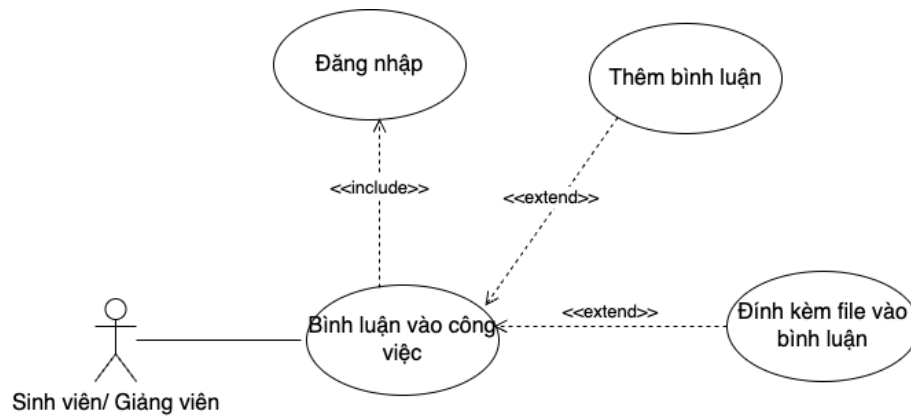 Đăng nhập
Thêm bình luận
<<include>>
<<extend>>
<<extend>>
Bình luận vào công
việc
Đính kèm file vào
bình luận
Sinh viên/ Giảng viên